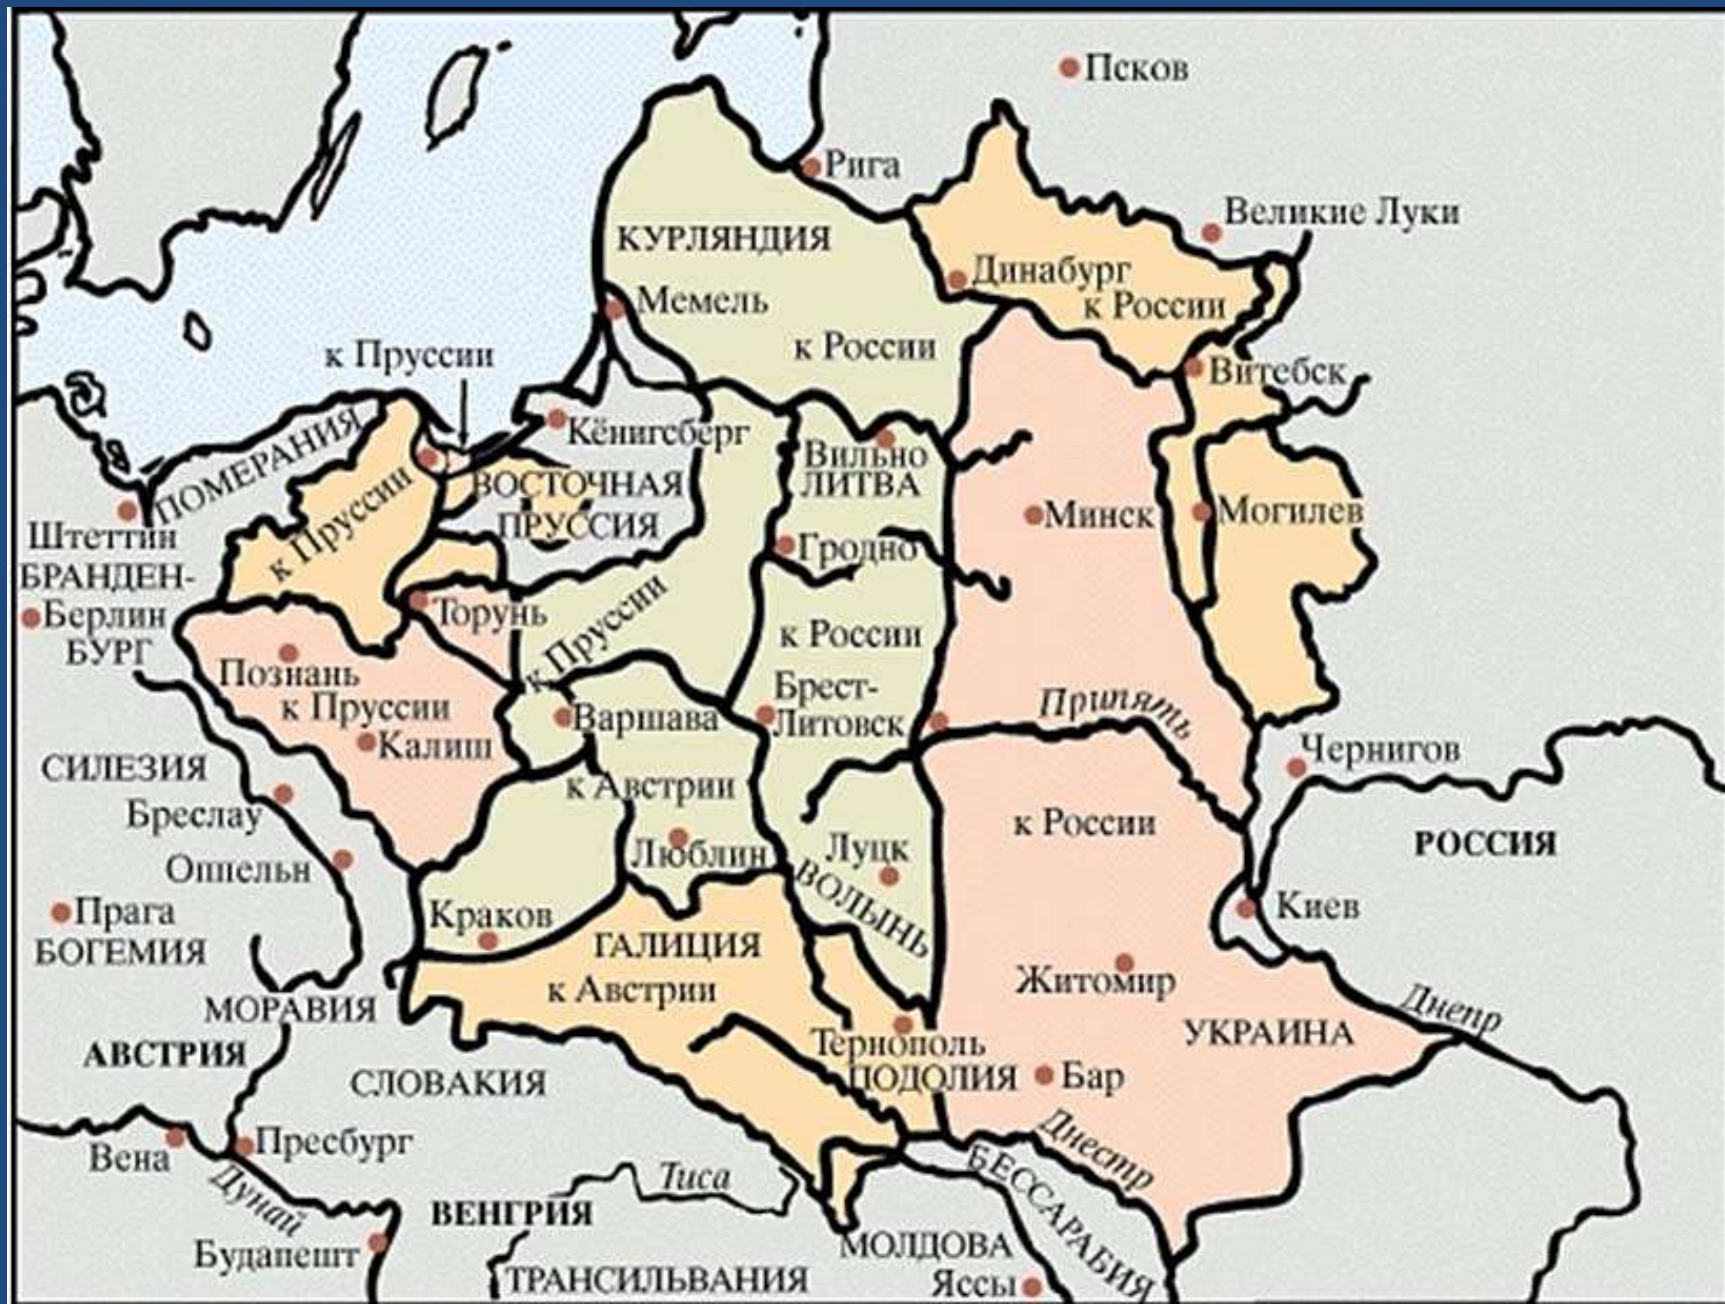 Псков
Рига
Великие Луки
КУРЛЯНДИЯ
Динабург
к России
Мемель
к России
к Пруссии
Витебск
ПОМЕРАНИЯ
Кёнигсберг
Вильно
ЛИТВА
ВОСТОЧНАЯ
ПРУССИЯ
к Пруссии
Минск
Могилев
Штеттин
БРАНДЕН-
Берлин
БУРГ
Гродно
Торунь
к Пруссии
к России
Познань
к Пруссии
Калиш
Варшава
Брест-
Литовск
Припять
Чернигов
СИЛЕЗИЯ
Бреслау
к Австрии
к России
РОССИЯ
Оппельн
Люблин
Луцк
ВОЛЫНЬ
Прага
БОГЕМИЯ
Краков
Киев
ГАЛИЦИЯ
к Австрии
Житомир
МОРАВИЯ
Днепр
АВСТРИЯ
УКРАИНА
СЛОВАКИЯ
Тернополь
ПОДОЛИЯ
Бар
Вена
Пресбург
Днестр
Дунай
Тиса
БЕССАРАБИЯ
ВЕНГРИЯ
Будапешт
МОЛДОВА
ТРАНСИЛЬВАНИЯ
Яссы